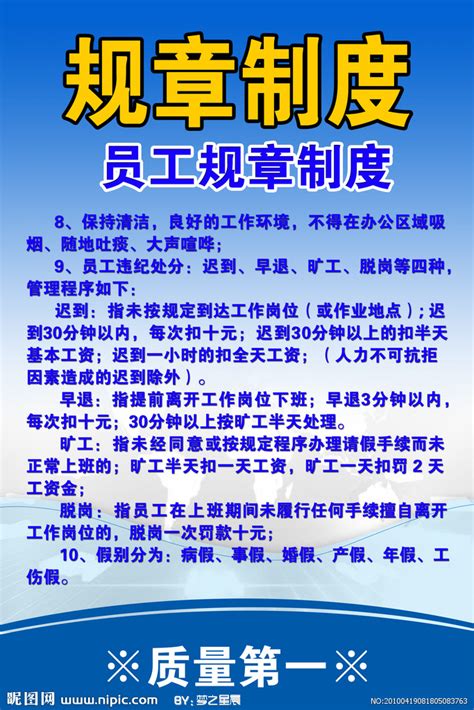 规章制度
员工规章制度
8、保持清洁，良好的工作环境，不得在办公区域吸
烟、随地吐痰、大声喧哗；
9、员工违纪处分：迟到、早退、旷工、脱岗等四种，
管理程序如下：
迟到：指未按规定到达工作岗位（或作业地点）；迟
到30分钟以内，每次扣十元；迟到30分钟以上的扣半天
基本工资；迟到一小时的扣全天工资；（人力不可抗拒
因素造成的迟到除外）。
早退：指提前离开工作岗位下班；早退3分钟以内，
每次扣十元；30分钟以上按旷工半天处理。
旷工：指未经同意或按规定程序办理请假手续而未
正常上班的；旷工半天扣一天工资，旷工一天扣罚2天
工资金；
脱岗：指员工在上班期间未履行任何手续擅自离开
工作岗位的，脱岗一次罚款十元；
10、假别分为：病假、事假、婚假、产假、年假、工
伤假。
※质量第一※
昵图网 www.nipic.com BY：梦之星宸 NO:20100419081805083763